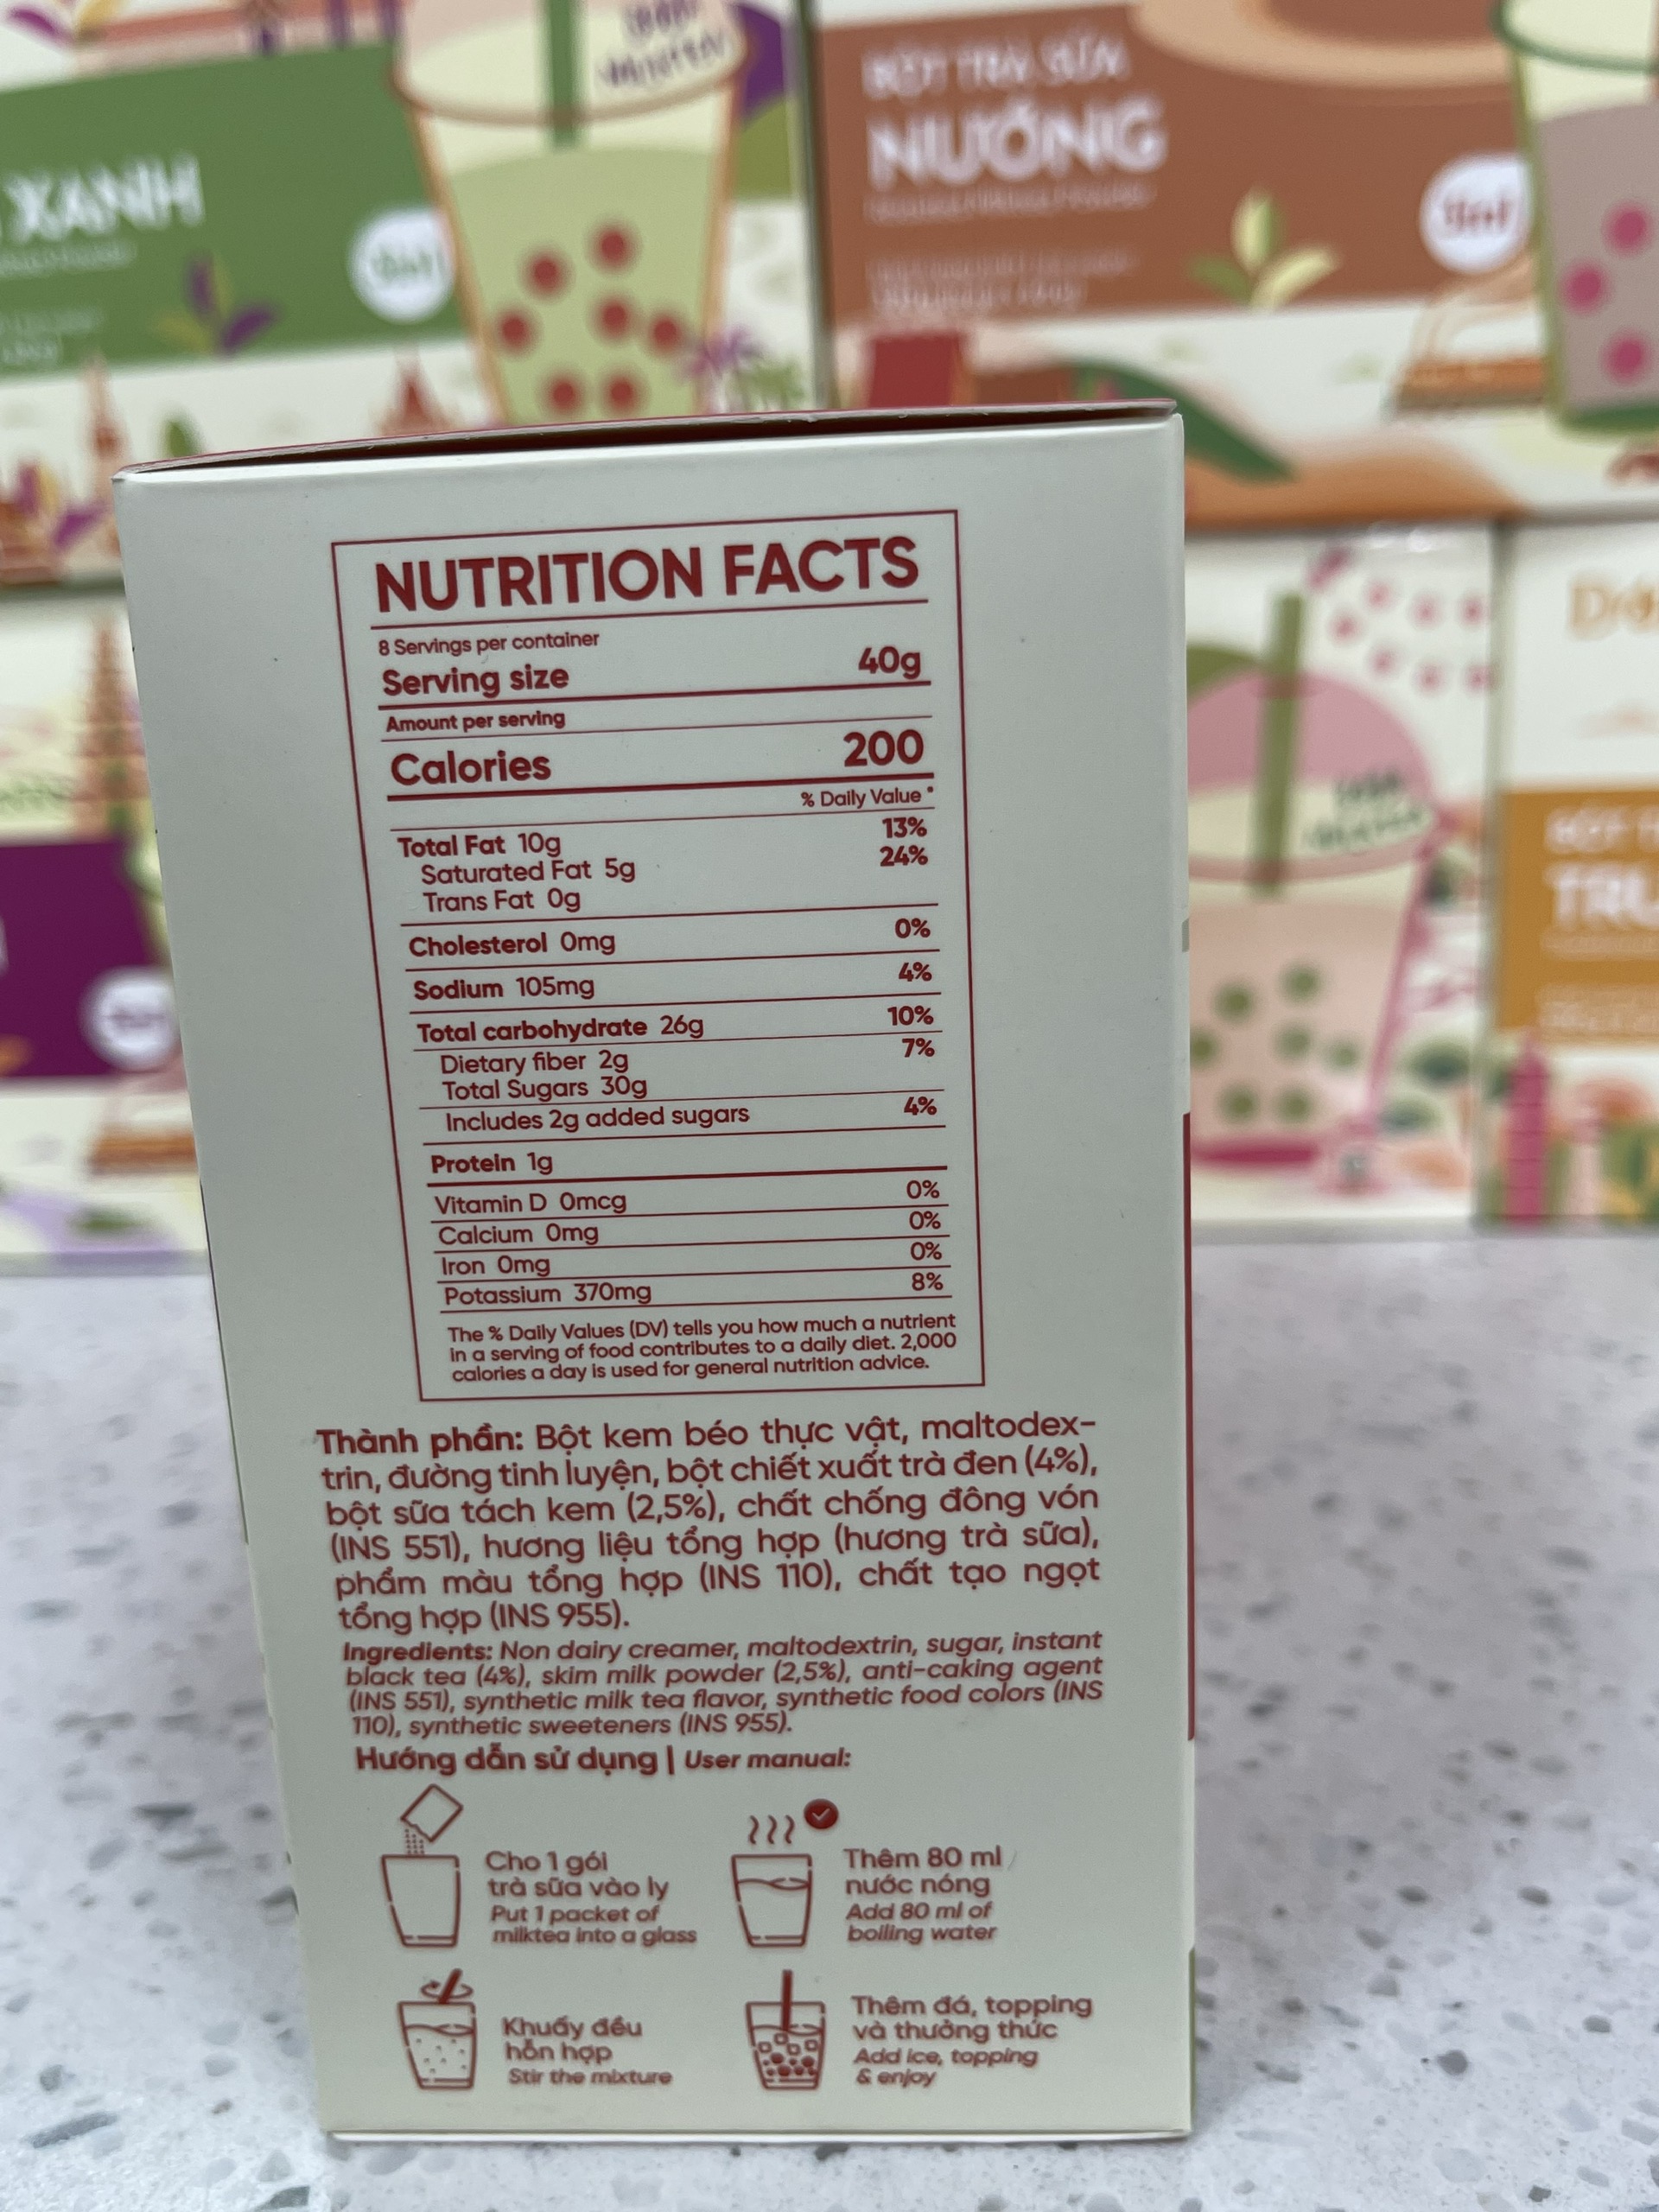 XANH
BỘT TRÀ SỮA
NƯỚNG
3in1
NUTRITION FACTS
8 Servings per container
Serving size 40g
Amount per serving
Calories 200
% Daily Value *
Total Fat 10g 13%
Saturated Fat 5g 24%
Trans Fat 0g
Cholesterol 0mg 0%
Sodium 105mg 4%
Total carbohydrate 26g 10%
Dietary fiber 2g 7%
Total Sugars 30g
Includes 2g added sugars 4%
Protein 1g
Vitamin D 0mcg 0%
Calcium 0mg 0%
Iron 0mg 0%
Potassium 370mg 8%
The % Daily Values (DV) tells you how much a nutrient
in a serving of food contributes to a daily diet. 2,000
calories a day is used for general nutrition advice.
Thành phần: Bột kem béo thực vật, maltodex-
trin, đường tinh luyện, bột chiết xuất trà đen (4%),
bột sữa tách kem (2,5%), chất chống đông vón
(INS 551), hương liệu tổng hợp (hương trà sữa),
phẩm màu tổng hợp (INS 110), chất tạo ngọt
tổng hợp (INS 955).
Ingredients: Non dairy creamer, maltodextrin, sugar, instant
black tea (4%), skim milk powder (2,5%), anti-caking agent
(INS 551), synthetic milk tea flavor, synthetic food colors (INS
110), synthetic sweeteners (INS 955).
Hướng dẫn sử dụng | User manual:
Cho 1 gói
trà sữa vào ly
Put 1 packet of
milktea into a glass
Thêm 80 ml
nước nóng
Add 80 ml of
boiling water
Khuấy đều
hỗn hợp
Stir the mixture
Thêm đá, topping
và thưởng thức
Add ice, topping
& enjoy